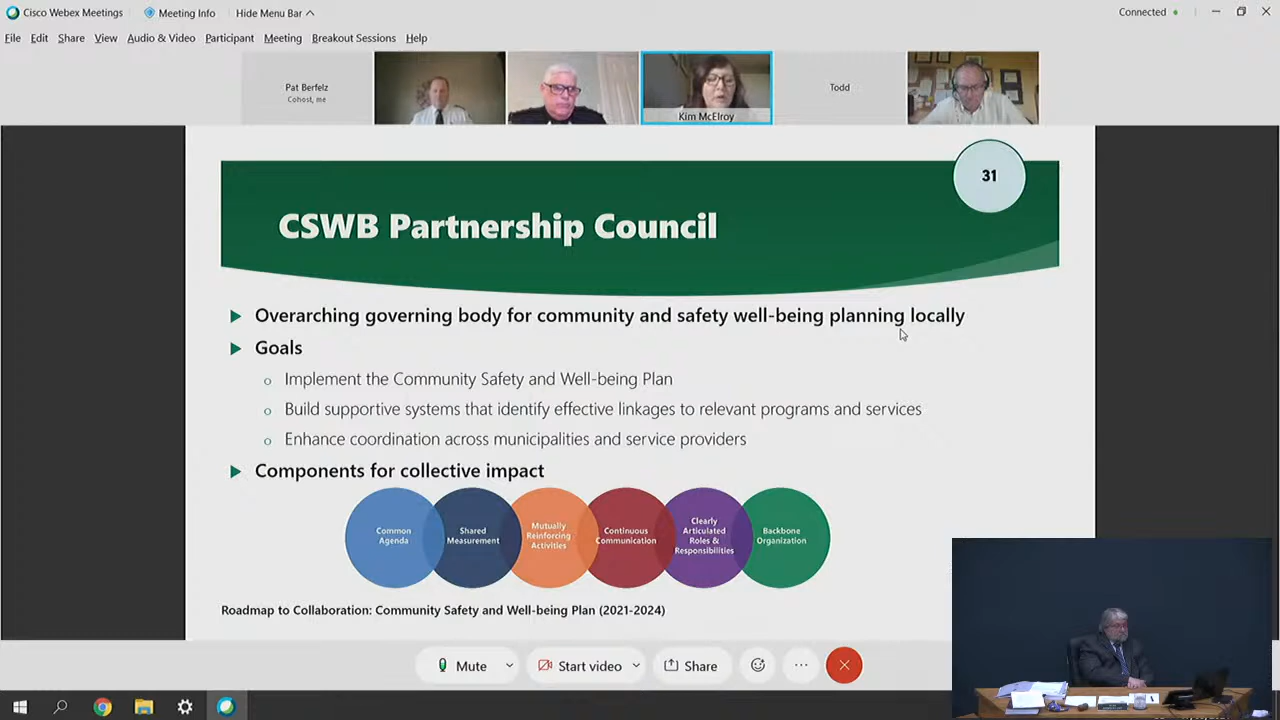 Cisco Webex Meetings
Meeting Info
Hide Menu Bar
Connected
File Edit Share View Audio & Video Participant Meeting Breakout Sessions Help
Pat Berfelz
Cohost, me
Kim McElroy
Todd
31
CSWB Partnership Council
Overarching governing body for community and safety well-being planning locally
Goals
Implement the Community Safety and Well-being Plan
Build supportive systems that identify effective linkages to relevant programs and services
Enhance coordination across municipalities and service providers
Components for collective impact
Common
Agenda
Shared
Measurement
Mutually
Reinforcing
Activities
Continuous
Communication
Clearly
Articulated
Roles &
Responsibilities
Backbone
Organization
Roadmap to Collaboration: Community Safety and Well-being Plan (2021-2024)
Mute
Start video
Share